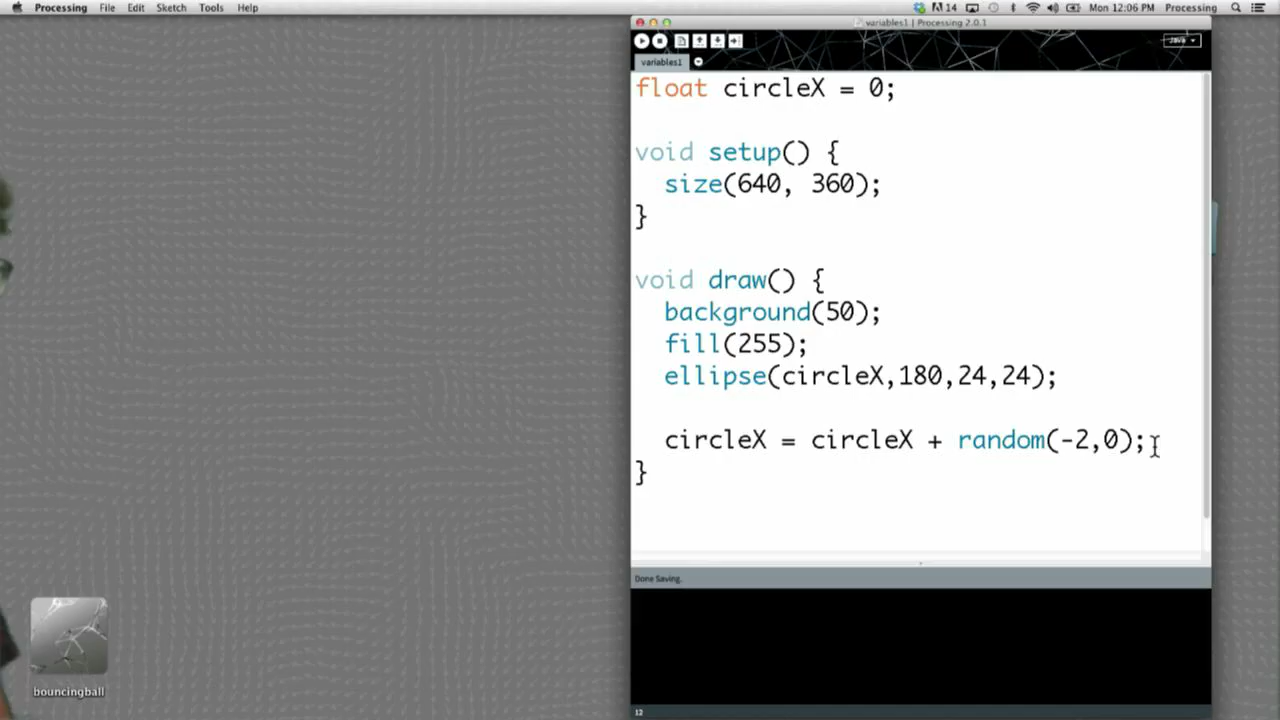 Processing File Edit Sketch Tools Help 14 Mon 12:06 PM Processing
variables1 | Processing 2.0.1
Java
variables1
float circleX = 0;
void setup() {
size(640, 360);
}
void draw() {
background(50);
fill(255);
ellipse(circleX,180,24,24);
circleX = circleX + random(-2,0);
}
Done Saving.
bouncingball
12